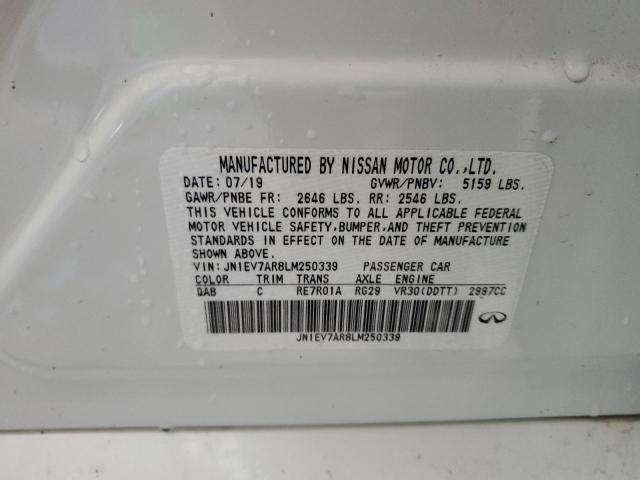 MANUFACTURED BY NISSAN MOTOR CO.,LTD.
DATE: 07/19 GVWR/PNBV: 5159 LBS.
GAWR/PNBE FR: 2646 LBS. RR: 2546 LBS.
THIS VEHICLE CONFORMS TO ALL APPLICABLE FEDERAL
MOTOR VEHICLE SAFETY,BUMPER,AND THEFT PREVENTION
STANDARDS IN EFFECT ON THE DATE OF MANUFACTURE
SHOWN ABOVE.
VIN: JN1EV7AR8LM250339 PASSENGER CAR
COLOR TRIM TRANS AXLE ENGINE
QAB C RE7R01A RG29 VR30(DDTT) 2997CC
JN1EV7AR8LM250339